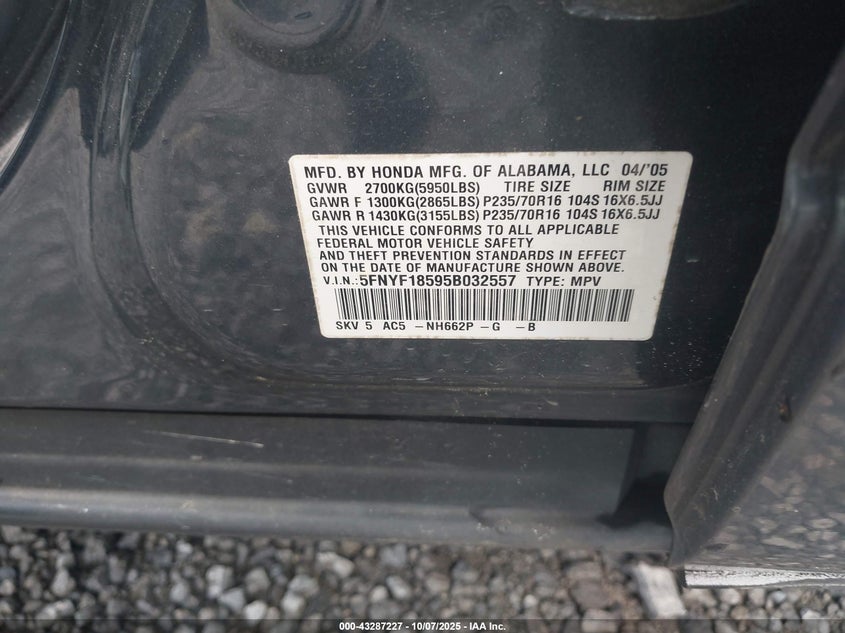 MFD. BY HONDA MFG. OF ALABAMA, LLC 04/'05
GVWR 2700KG(5950LBS) TIRE SIZE RIM SIZE
GAWR F 1300KG(2865LBS) P235/70R16 104S 16X6.5JJ
GAWR R 1430KG(3155LBS) P235/70R16 104S 16X6.5JJ
THIS VEHICLE CONFORMS TO ALL APPLICABLE
FEDERAL MOTOR VEHICLE SAFETY
AND THEFT PREVENTION STANDARDS IN EFFECT
ON THE DATE OF MANUFACTURE SHOWN ABOVE.
V.I.N.: 5FNYF18595B032557 TYPE: MPV
SKV 5 AC5 -NH662P -G -B
000-43287227 - 10/07/2025 - IAA Inc.